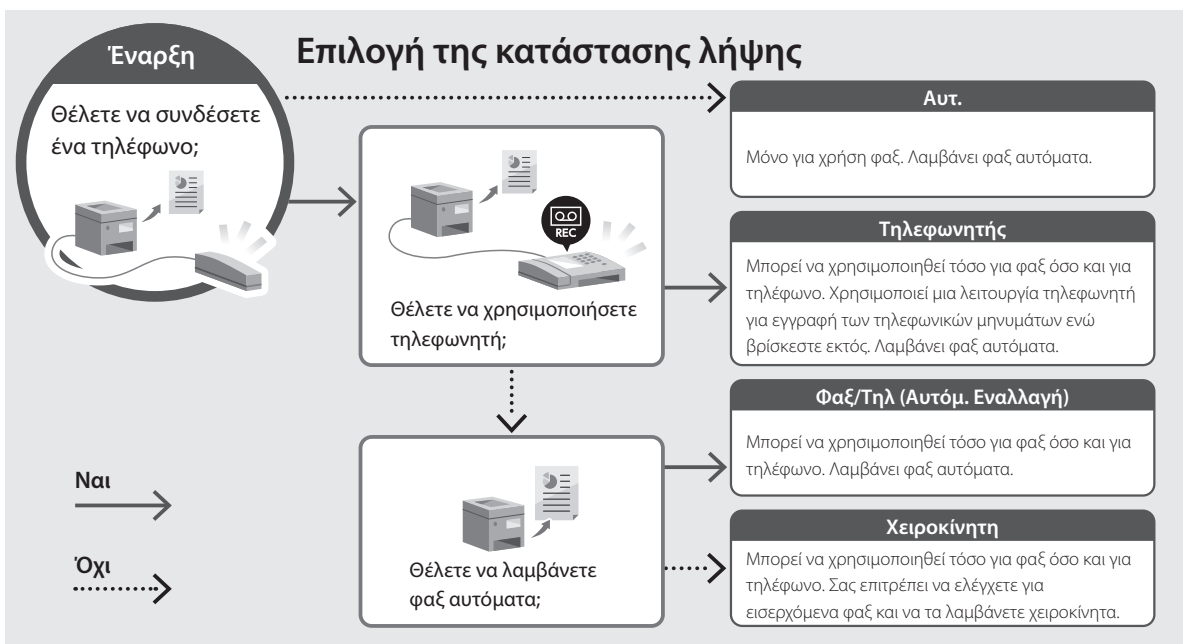 Επιλογή της κατάστασης λήψης
Έναρξη
Θέλετε να συνδέσετε
ένα τηλέφωνο;
REC
Θέλετε να χρησιμοποιήσετε
τηλεφωνητή;
Θέλετε να λαμβάνετε
φαξ αυτόματα;
Ναι
Όχι
Αυτ.
Μόνο για χρήση φαξ. Λαμβάνει φαξ αυτόματα.
Τηλεφωνητής
Μπορεί να χρησιμοποιηθεί τόσο για φαξ όσο και για
τηλέφωνο. Χρησιμοποιεί μια λειτουργία τηλεφωνητή
για εγγραφή των τηλεφωνικών μηνυμάτων ενώ
βρίσκεστε εκτός. Λαμβάνει φαξ αυτόματα.
Φαξ/Τηλ (Αυτόμ. Εναλλαγή)
Μπορεί να χρησιμοποιηθεί τόσο για φαξ όσο και για
τηλέφωνο. Λαμβάνει φαξ αυτόματα.
Χειροκίνητη
Μπορεί να χρησιμοποιηθεί τόσο για φαξ όσο και για
τηλέφωνο. Σας επιτρέπει να ελέγχετε για
εισερχόμενα φαξ και να τα λαμβάνετε χειροκίνητα.